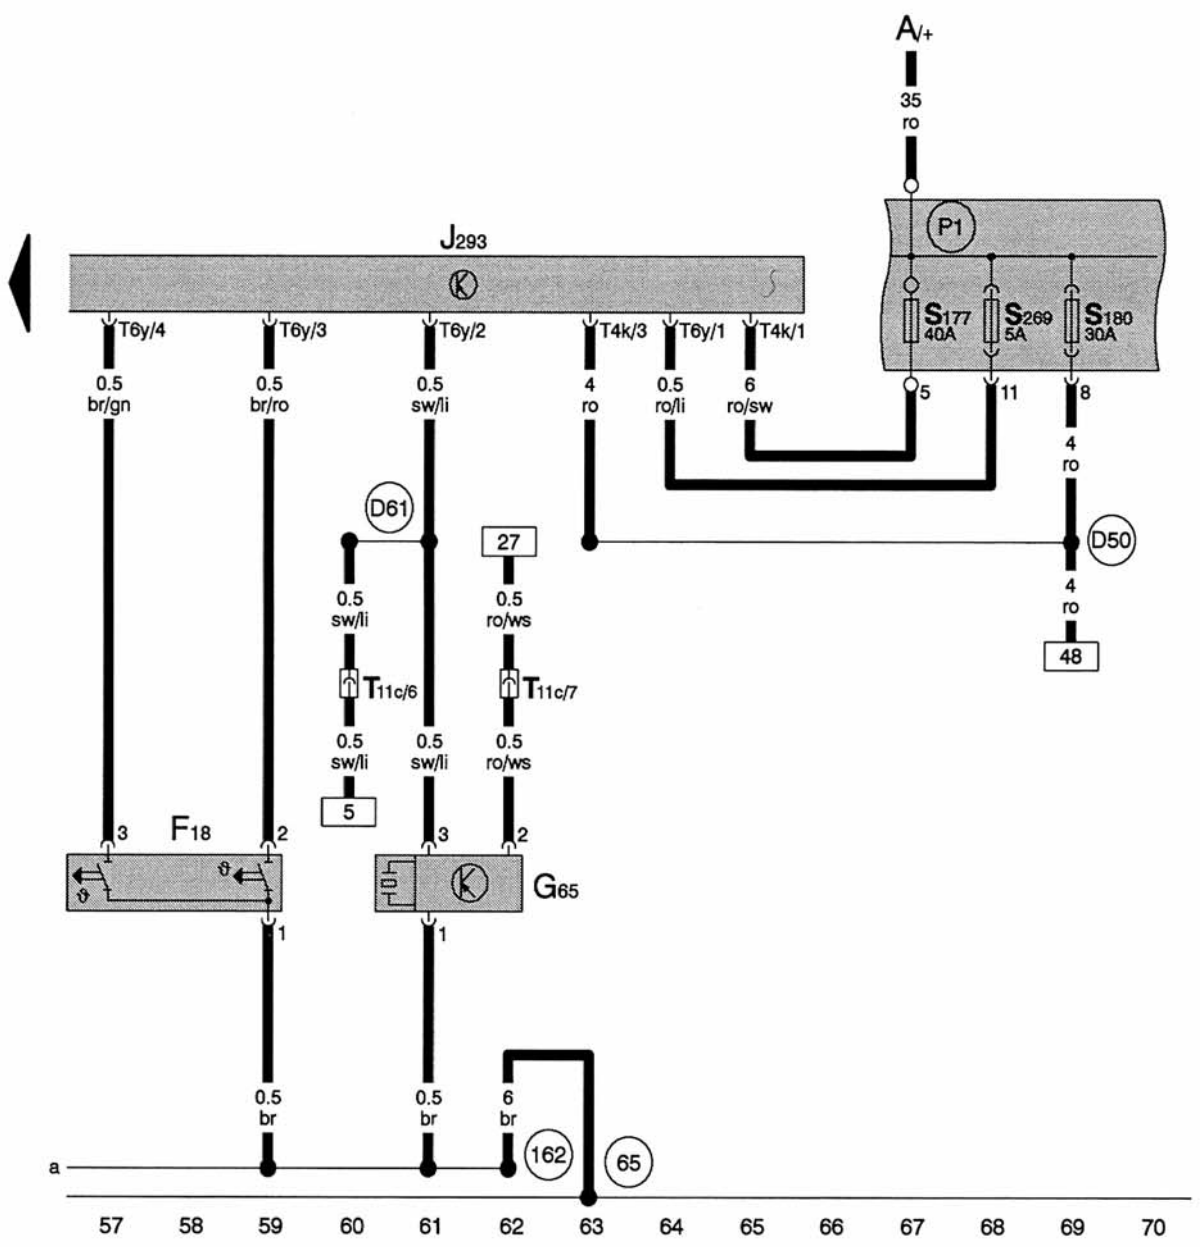 A/+
35
ro
P1
J293
S177
40A
S269
5A
S180
30A
T6y/4
T6y/3
T6y/2
T4k/3
T6y/1
T4k/1
5
11
8
0.5
br/gn
0.5
br/ro
0.5
sw/li
4
ro
0.5
ro/li
6
ro/sw
4
ro
D61
27
D50
0.5
sw/li
0.5
ro/ws
4
ro
48
T11c/6
T11c/7
0.5
sw/li
0.5
sw/li
0.5
ro/ws
5
3
F18
2
3
2
ϑ
ϑ
G65
1
1
0.5
br
0.5
br
6
br
162
65
a
57 58 59 60 61 62 63 64 65 66 67 68 69 70